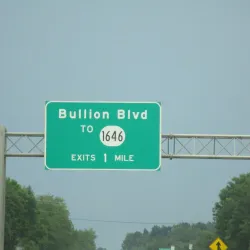 Bullion Blvd
TO 1646
EXITS 1 MILE